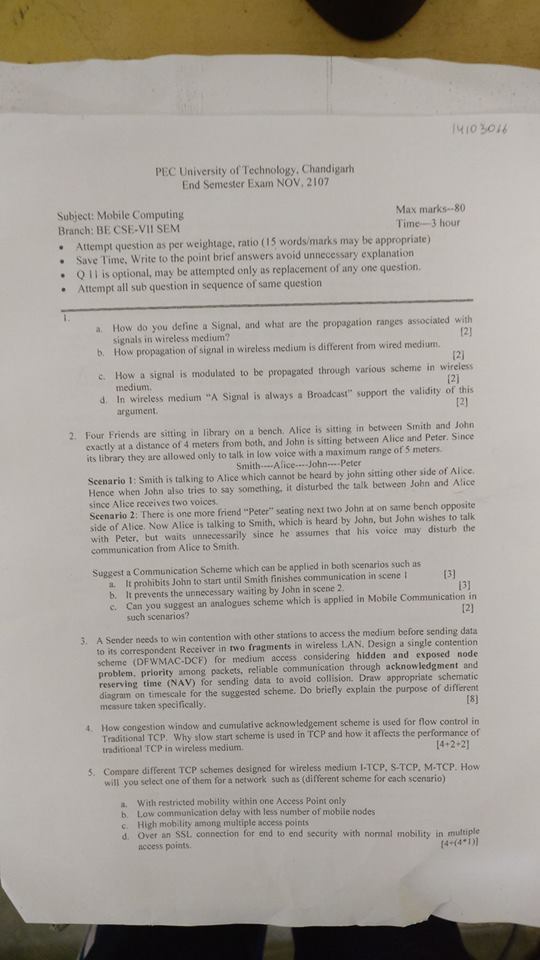 14103066
PEC University of Technology, Chandigarh
End Semester Exam NOV, 2107
Subject: Mobile Computing Max marks--80
Branch: BE CSE-VII SEM Time—3 hour
• Attempt question as per weightage, ratio (15 words/marks may be appropriate)
• Save Time, Write to the point brief answers avoid unnecessary explanation
• Q 11 is optional, may be attempted only as replacement of any one question.
• Attempt all sub question in sequence of same question
1.
a. How do you define a Signal, and what are the propagation ranges associated with
signals in wireless medium? [2]
b. How propagation of signal in wireless medium is different from wired medium.
[2]
c. How a signal is modulated to be propagated through various scheme in wireless
medium. [2]
d. In wireless medium “A Signal is always a Broadcast” support the validity of this
argument. [2]
2. Four Friends are sitting in library on a bench. Alice is sitting in between Smith and John
exactly at a distance of 4 meters from both, and John is sitting between Alice and Peter. Since
its library they are allowed only to talk in low voice with a maximum range of 5 meters.
Smith----Alice----John----Peter
Scenario 1: Smith is talking to Alice which cannot be heard by john sitting other side of Alice.
Hence when John also tries to say something, it disturbed the talk between John and Alice
since Alice receives two voices.
Scenario 2: There is one more friend “Peter” seating next two John at on same bench opposite
side of Alice. Now Alice is talking to Smith, which is heard by John, but John wishes to talk
with Peter, but waits unnecessarily since he assumes that his voice may disturb the
communication from Alice to Smith.
Suggest a Communication Scheme which can be applied in both scenarios such as
a. It prohibits John to start until Smith finishes communication in scene 1 [3]
b. It prevents the unnecessary waiting by John in scene 2. [3]
c. Can you suggest an analogues scheme which is applied in Mobile Communication in
such scenarios? [2]
3. A Sender needs to win contention with other stations to access the medium before sending data
to its correspondent Receiver in two fragments in wireless LAN. Design a single contention
scheme (DFWMAC-DCF) for medium access considering hidden and exposed node
problem, priority among packets, reliable communication through acknowledgment and
reserving time (NAV) for sending data to avoid collision. Draw appropriate schematic
diagram on timescale for the suggested scheme. Do briefly explain the purpose of different
measure taken specifically. [8]
4. How congestion window and cumulative acknowledgement scheme is used for flow control in
Traditional TCP. Why slow start scheme is used in TCP and how it affects the performance of
traditional TCP in wireless medium. [4+2+2]
5. Compare different TCP schemes designed for wireless medium I-TCP, S-TCP, M-TCP. How
will you select one of them for a network such as (different scheme for each scenario)
a. With restricted mobility within one Access Point only
b. Low communication delay with less number of mobile nodes
c. High mobility among multiple access points
d. Over an SSL connection for end to end security with normal mobility in multiple
access points. [4+(4*1)]